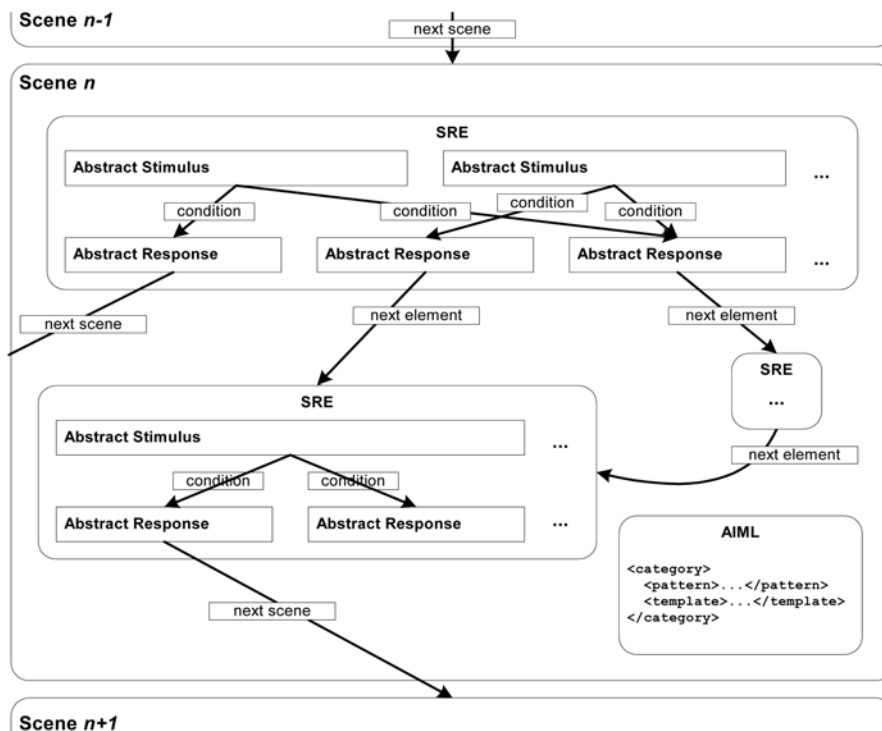 Scene n-1
next scene
Scene n
SRE
Abstract Stimulus
Abstract Stimulus
...
condition
condition
condition
condition
Abstract Response
Abstract Response
Abstract Response
...
next scene
next element
next element
SRE
...
SRE
Abstract Stimulus
...
next element
condition
condition
Abstract Response
Abstract Response
...
AIML
<category>
<pattern>...</pattern>
<template>...</template>
</category>
next scene
Scene n+1